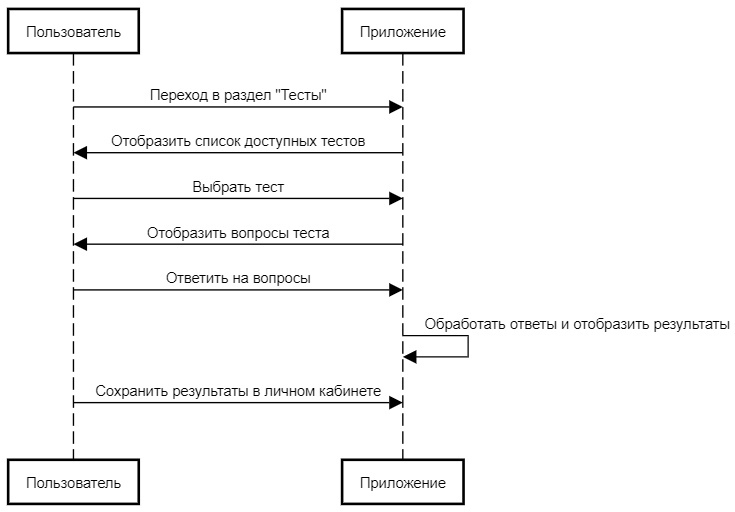 Пользователь
Приложение
Переход в раздел "Тесты"
Отобразить список доступных тестов
Выбрать тест
Отобразить вопросы теста
Ответить на вопросы
Обработать ответы и отобразить результаты
Сохранить результаты в личном кабинете
Пользователь
Приложение